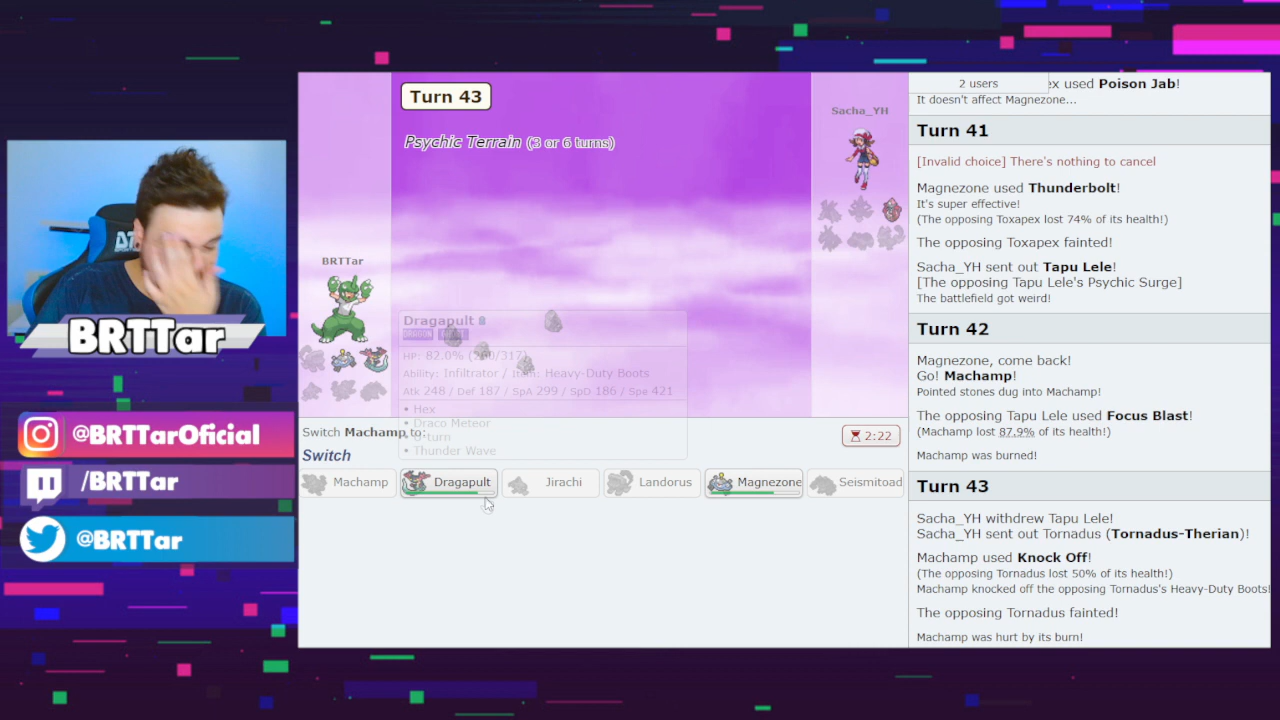 BRTTar
@BRTTarOficial
/BRTTar
@BRTTar
Turn 43
Psychic Terrain (3 or 6 turns)
Sacha_YH
BRTTar
Dragapult
HP: 82.0% (260/317)
Ability: Infiltrator / Item: Heavy-Duty Boots
Atk 248 / Def 187 / SpA 299 / SpD 186 / Spe 421
• Hex
• Draco Meteor
• U-turn
• Thunder Wave
Switch Machamp to:
2:22
Switch
Machamp
Dragapult
Jirachi
Landorus
Magnezone
Seismitoad
2 users
ex used Poison Jab!
It doesn't affect Magnezone...
Turn 41
[Invalid choice] There's nothing to cancel
Magnezone used Thunderbolt!
It's super effective!
(The opposing Toxapex lost 74% of its health!)
The opposing Toxapex fainted!
Sacha_YH sent out Tapu Lele!
[The opposing Tapu Lele's Psychic Surge]
The battlefield got weird!
Turn 42
Magnezone, come back!
Go! Machamp!
Pointed stones dug into Machamp!
The opposing Tapu Lele used Focus Blast!
(Machamp lost 87.9% of its health!)
Machamp was burned!
Turn 43
Sacha_YH withdrew Tapu Lele!
Sacha_YH sent out Tornadus (Tornadus-Therian)!
Machamp used Knock Off!
(The opposing Tornadus lost 50% of its health!)
Machamp knocked off the opposing Tornadus's Heavy-Duty Boots!
The opposing Tornadus fainted!
Machamp was hurt by its burn!